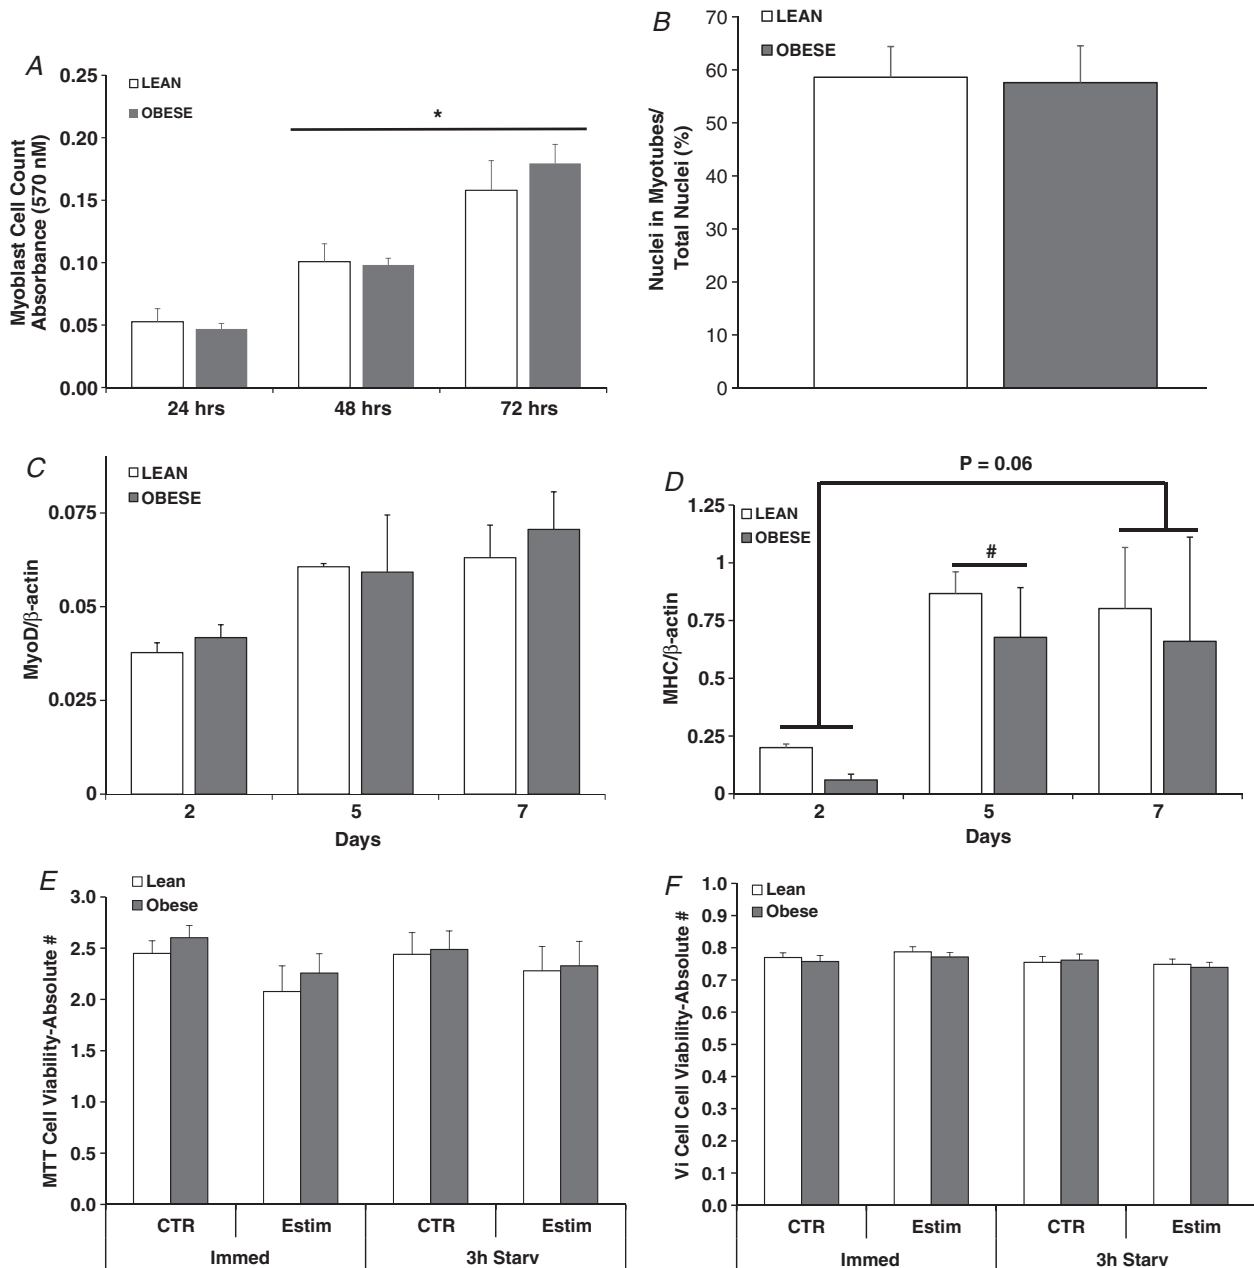 A
LEAN
OBESE
*
0.25
0.20
0.15
0.10
0.05
0.00
Myoblast Cell Count
Absorbance (570 nM)
24 hrs 48 hrs 72 hrs
B
LEAN
OBESE
70
60
50
40
30
20
10
0
Nuclei in Myotubes/
Total Nuclei (%)
C
LEAN
OBESE
0.075
0.05
0.025
0
MyoD/β-actin
2 5 7
Days
D
P = 0.06
LEAN
OBESE
#
1.25
1
0.75
0.5
0.25
0
MHC/β-actin
2 5 7
Days
E
Lean
Obese
3.0
2.5
2.0
1.5
1.0
0.5
0.0
MTT Cell Viability-Absolute #
CTR Estim CTR Estim
Immed 3h Starv
F
Lean
Obese
1.0
0.9
0.8
0.7
0.6
0.5
0.4
0.3
0.2
0.1
0.0
Vi Cell Cell Viability-Absolute #
CTR Estim CTR Estim
Immed 3h Starv